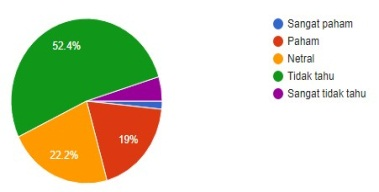 52.4%
22.2%
19%
Sangat paham
Paham
Netral
Tidak tahu
Sangat tidak tahu